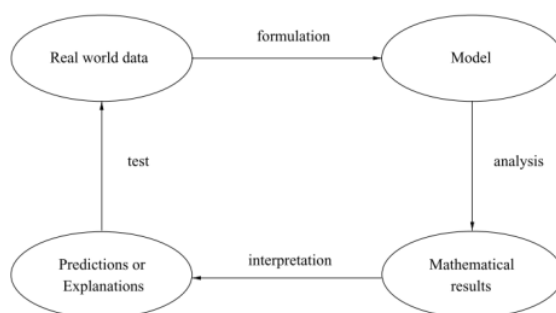 formulation
Real world data
Model
test
analysis
interpretation
Predictions or
Explanations
Mathematical
results